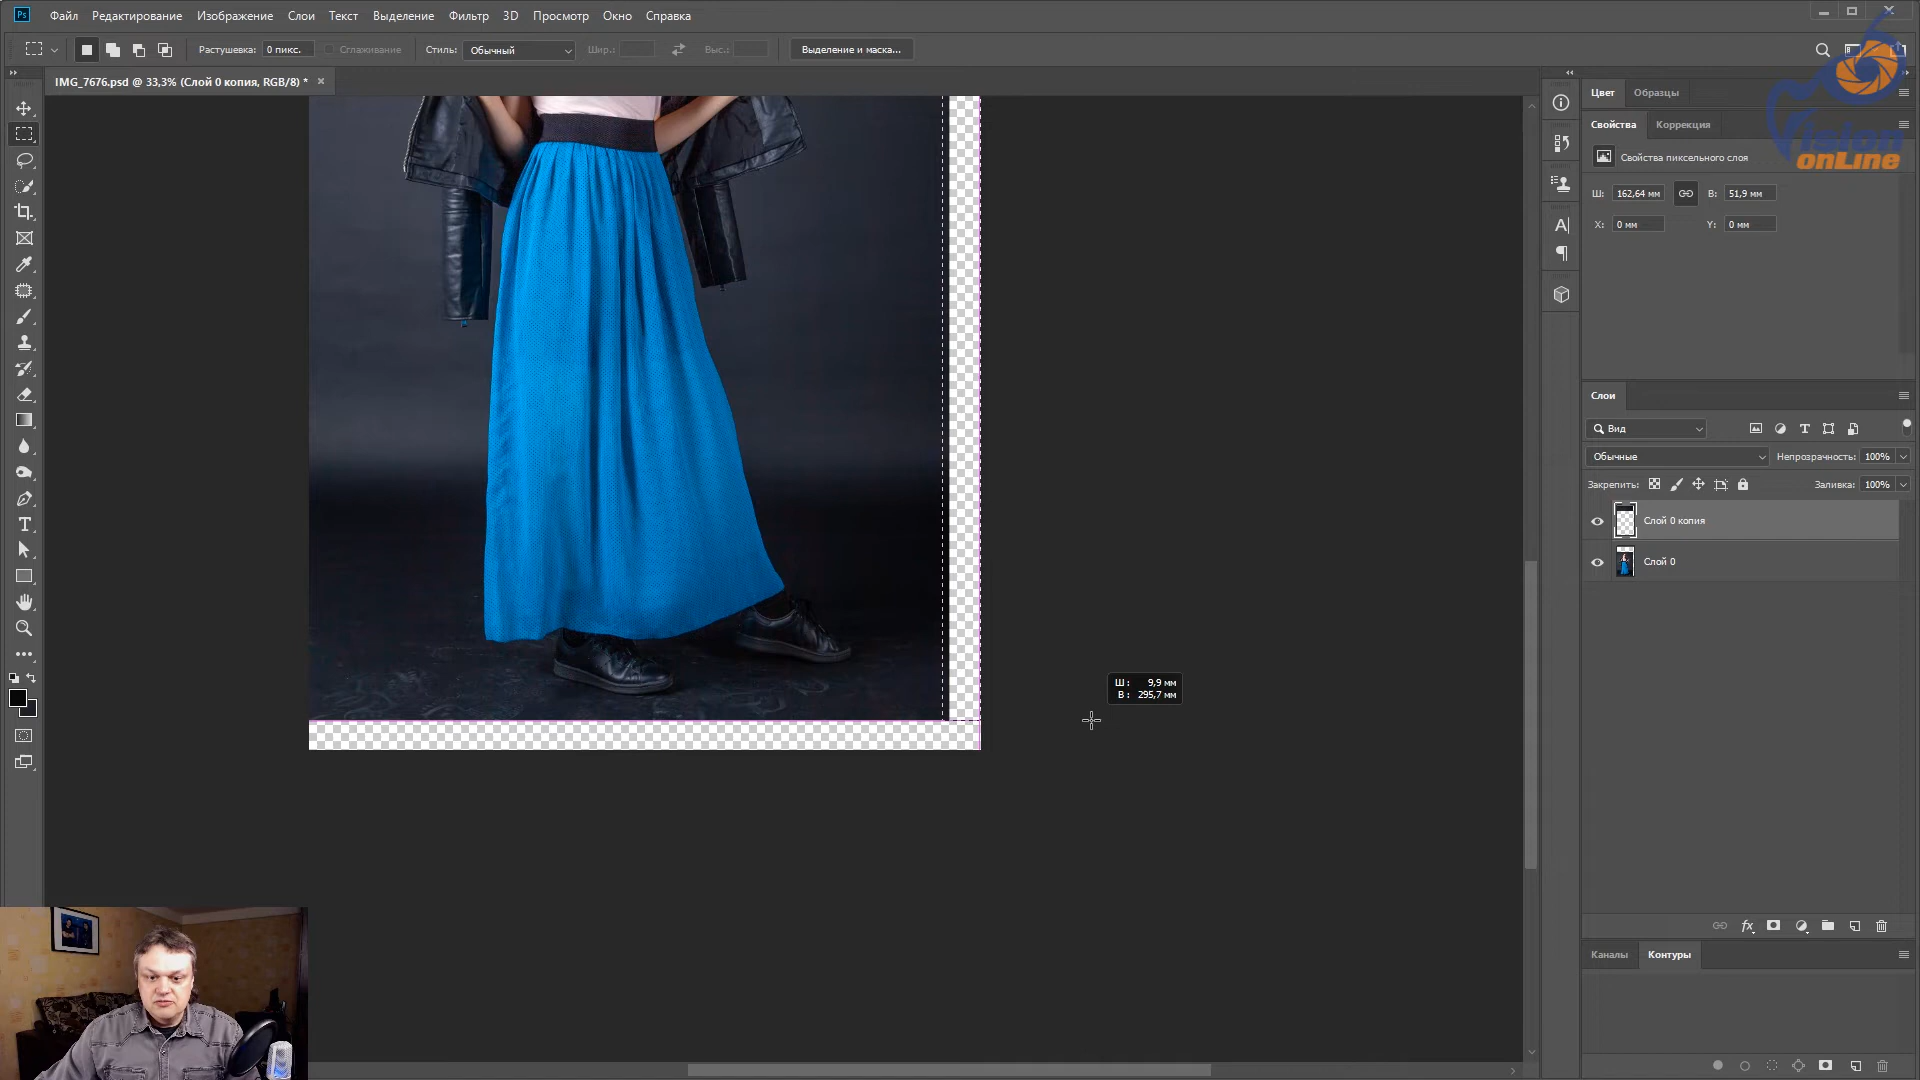 Ps Файл Редактирование Изображение Слои Текст Выделение Фильтр 3D Просмотр Окно Справка
Растушевка: 0 пикс. Сглаживание Стиль: Обычный Шир.: Выс.: Выделение и маска...
IMG_7676.psd @ 33,3% (Слой 0 копия, RGB/8) *
Цвет Образцы
Свойства Коррекция
Vision
onLine
Свойства пиксельного слоя
Ш: 162,64 мм В: 51,9 мм
X: 0 мм Y: 0 мм
Слои
Вид
Обычные Непрозрачность: 100%
Закрепить: Заливка: 100%
Слой 0 копия
Слой 0
Ш: 9,9 мм
В: 295,7 мм
Каналы Контуры